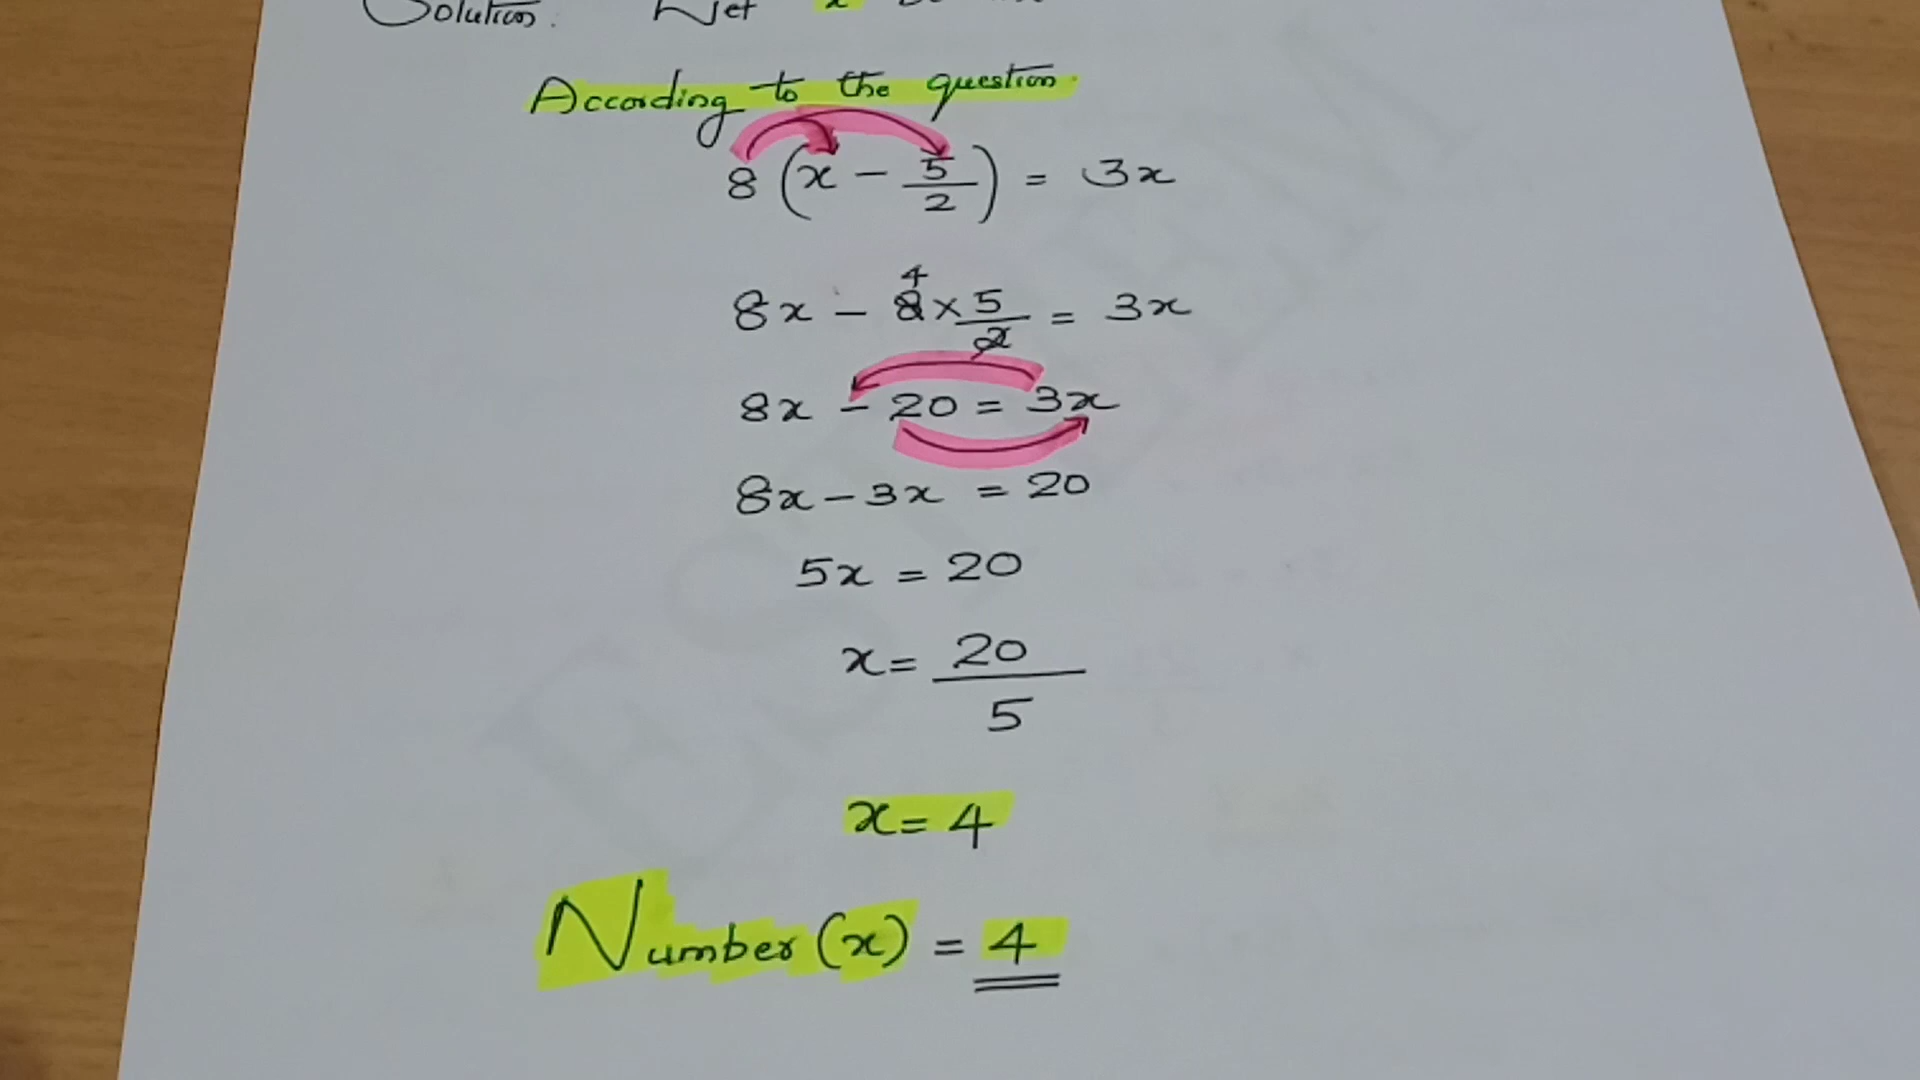 Solution: Let x
According to the question.
8 (x - 5/2) = 3x
8x - 8 × 5/2 = 3x
4
8x - 20 = 3x
8x - 3x = 20
5x = 20
x = 20/5
x = 4
Number (x) = 4